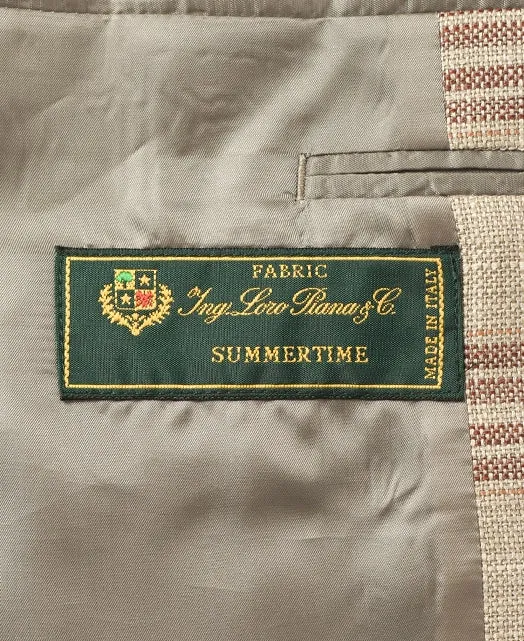 FABRIC
Ing. Loro Piana & C.
SUMMERTIME
MADE IN ITALY